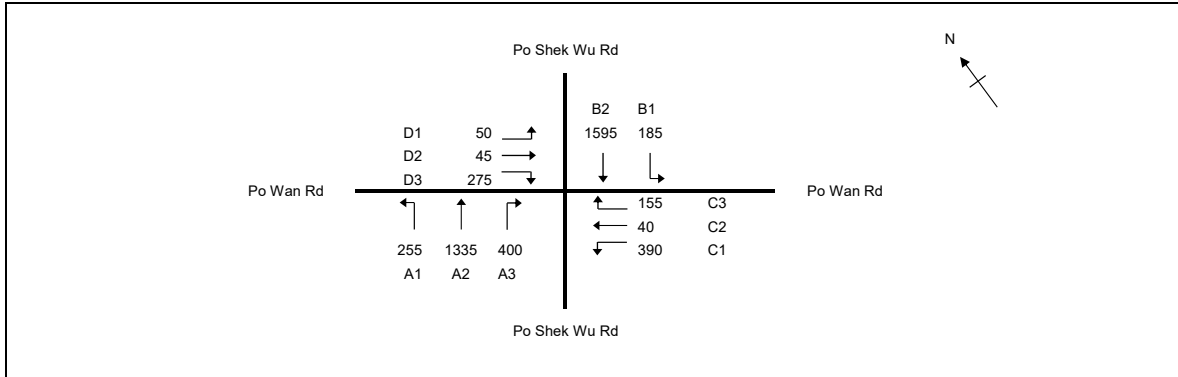 Po Shek Wu Rd
N
B2 B1
D1 50 1595 185
D2 45
D3 275
Po Wan Rd Po Wan Rd
155 C3
40 C2
255 1335 400 390 C1
A1 A2 A3
Po Shek Wu Rd